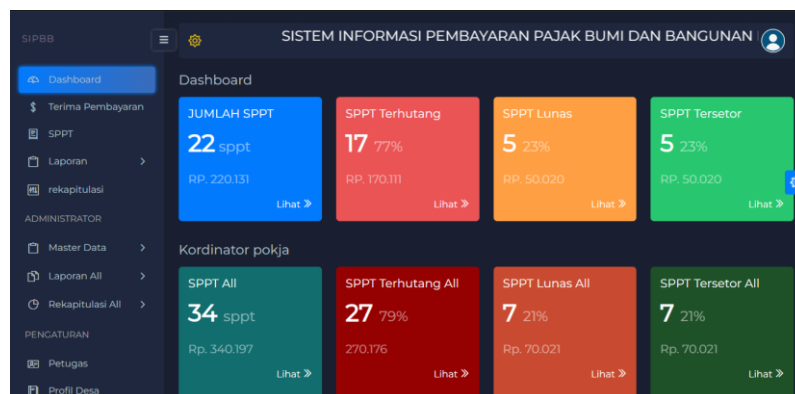 SIPBB
SISTEM INFORMASI PEMBAYARAN PAJAK BUMI DAN BANGUNAN
Dashboard
Terima Pembayaran
SPPT
Laporan
rekapitulasi
ADMINISTRATOR
Master Data
Laporan All
Rekapitulasi All
PENGATURAN
Petugas
Profil Desa
Dashboard
JUMLAH SPPT
22 sppt
RP. 220.131
Lihat »
SPPT Terhutang
17 77%
RP. 170.111
Lihat »
SPPT Lunas
5 23%
RP. 50.020
Lihat »
SPPT Tersetor
5 23%
RP. 50.020
Lihat »
Kordinator pokja
SPPT All
34 sppt
Rp. 340.197
Lihat »
SPPT Terhutang All
27 79%
270.176
Lihat »
SPPT Lunas All
7 21%
Rp. 70.021
Lihat »
SPPT Tersetor All
7 21%
Rp. 70.021
Lihat »